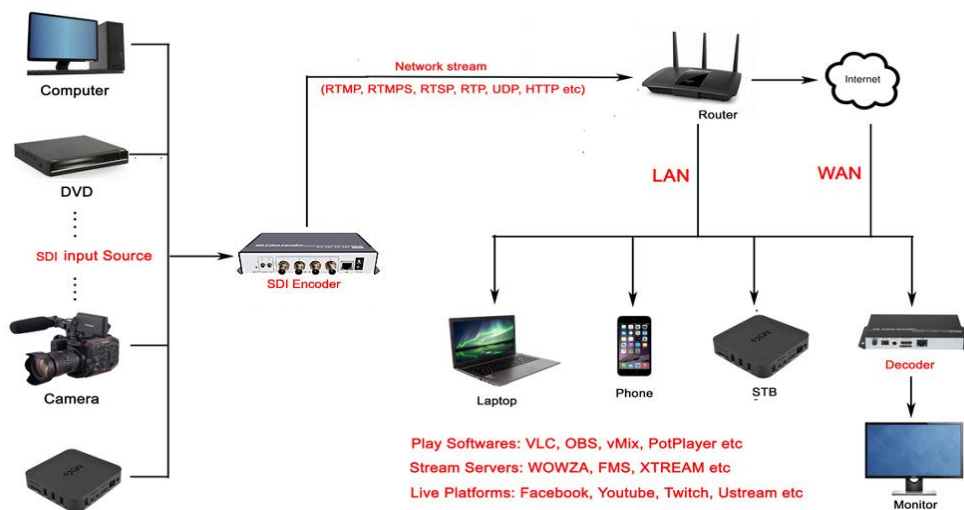 Computer
DVD
SDI input Source
Camera
SDI Encoder
Network stream
(RTMP, RTMPS, RTSP, RTP, UDP, HTTP etc)
Router
Internet
LAN
WAN
Laptop
Phone
STB
Decoder
Monitor
Play Softwares: VLC, OBS, vMix, PotPlayer etc
Stream Servers: WOWZA, FMS, XTREAM etc
Live Platforms: Facebook, Youtube, Twitch, Ustream etc